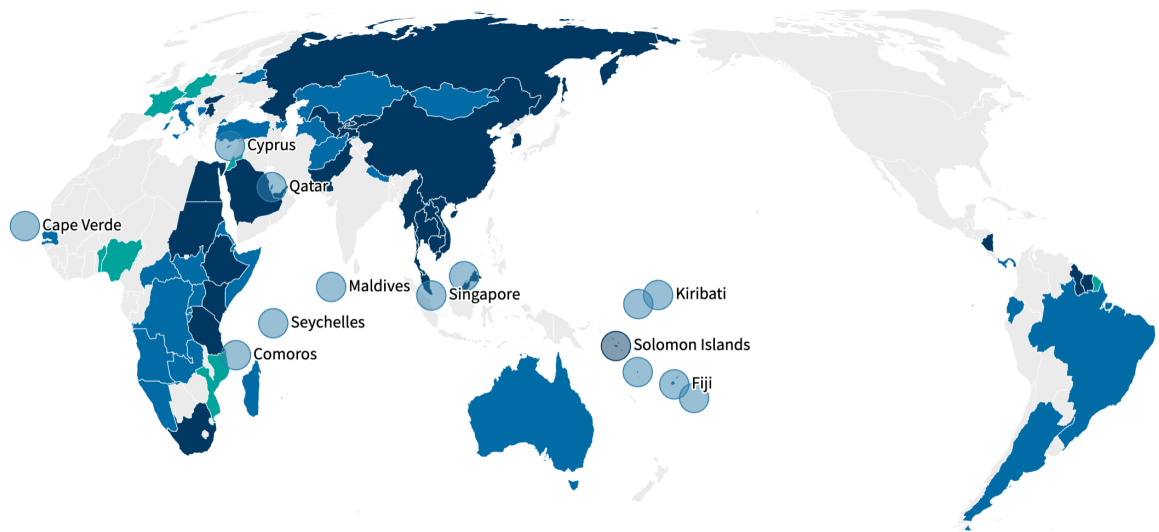 Cyprus
Qatar
Cape Verde
Maldives
Singapore
Kiribati
Seychelles
Solomon Islands
Comoros
Fiji